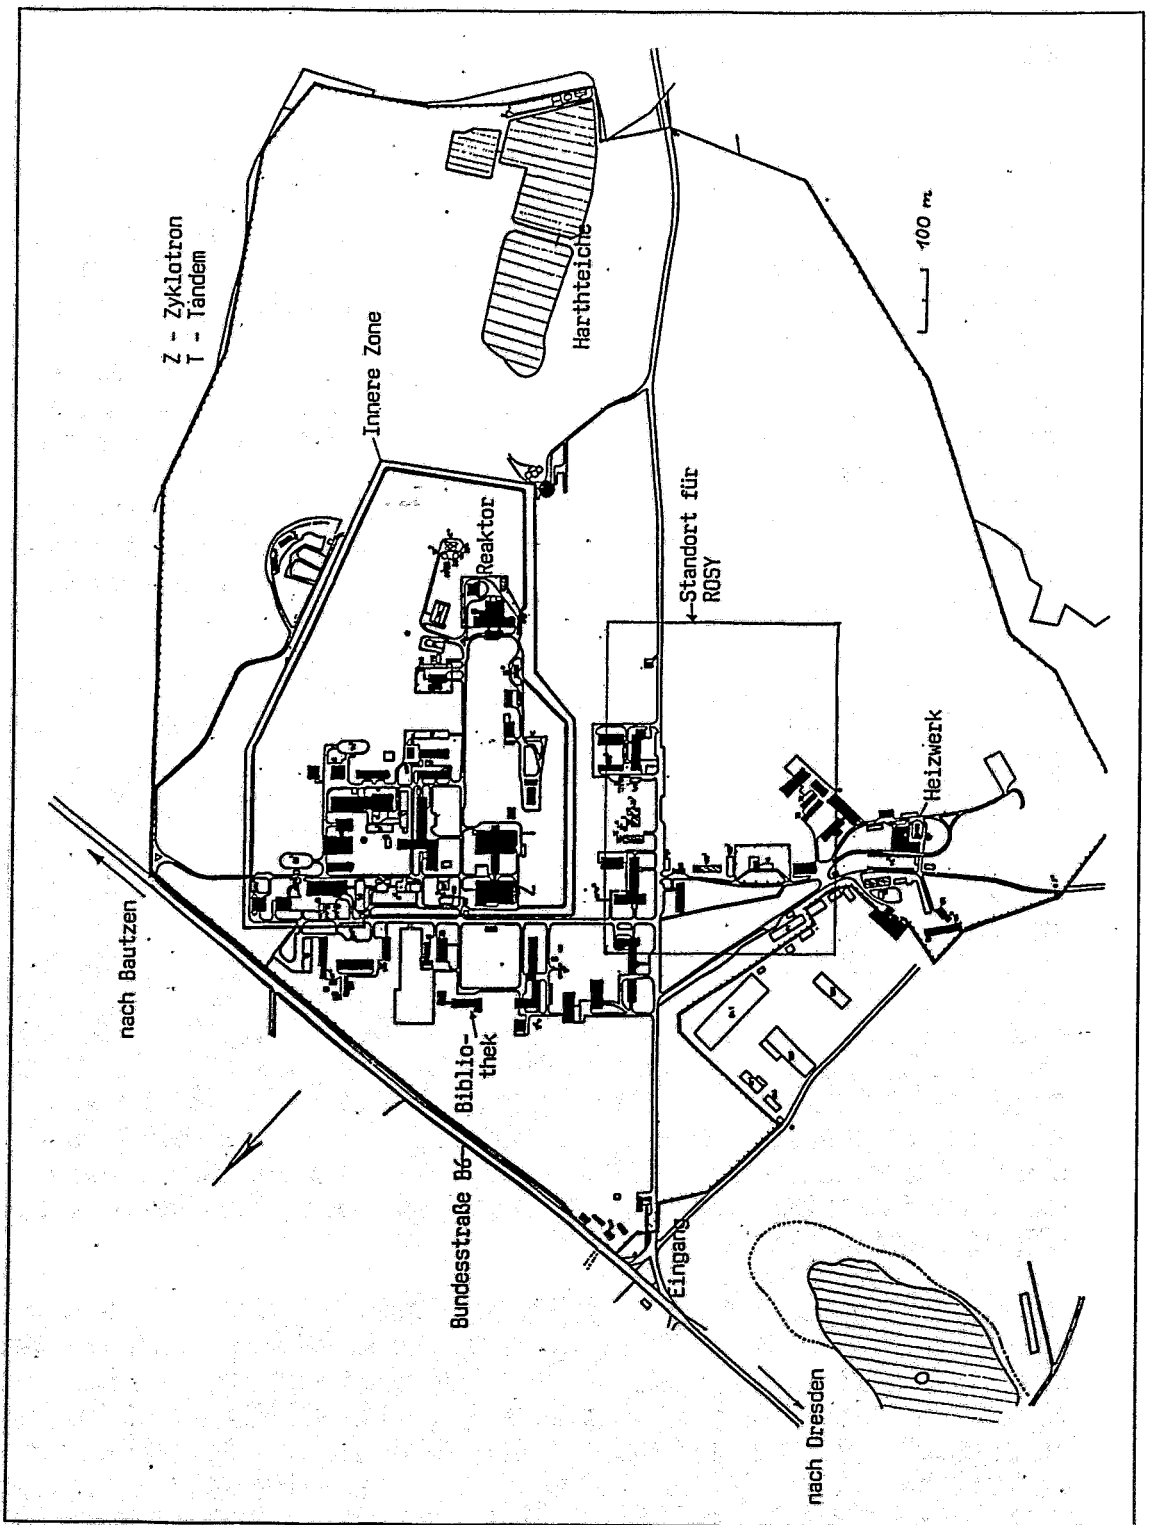 Z - Zyklotron
T - Tandem
Innere Zone
Harthteiche
100 m
Reaktor
Standort für
ROSY
Heizwerk
nach Bautzen
Biblio-
thek
Bundesstraße B6
Eingang
nach Dresden
T
Z